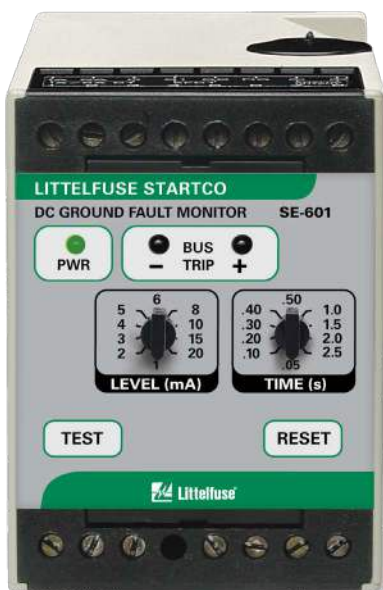 LITTELFUSE STARTCO
DC GROUND FAULT MONITOR SE-601
PWR
BUS
− TRIP +
6
5 8
4 10
3 15
2 20
1
LEVEL (mA)
.50
.40 1.0
.30 1.5
.20 2.0
.10 2.5
.05
TIME (s)
TEST
RESET
Littelfuse®